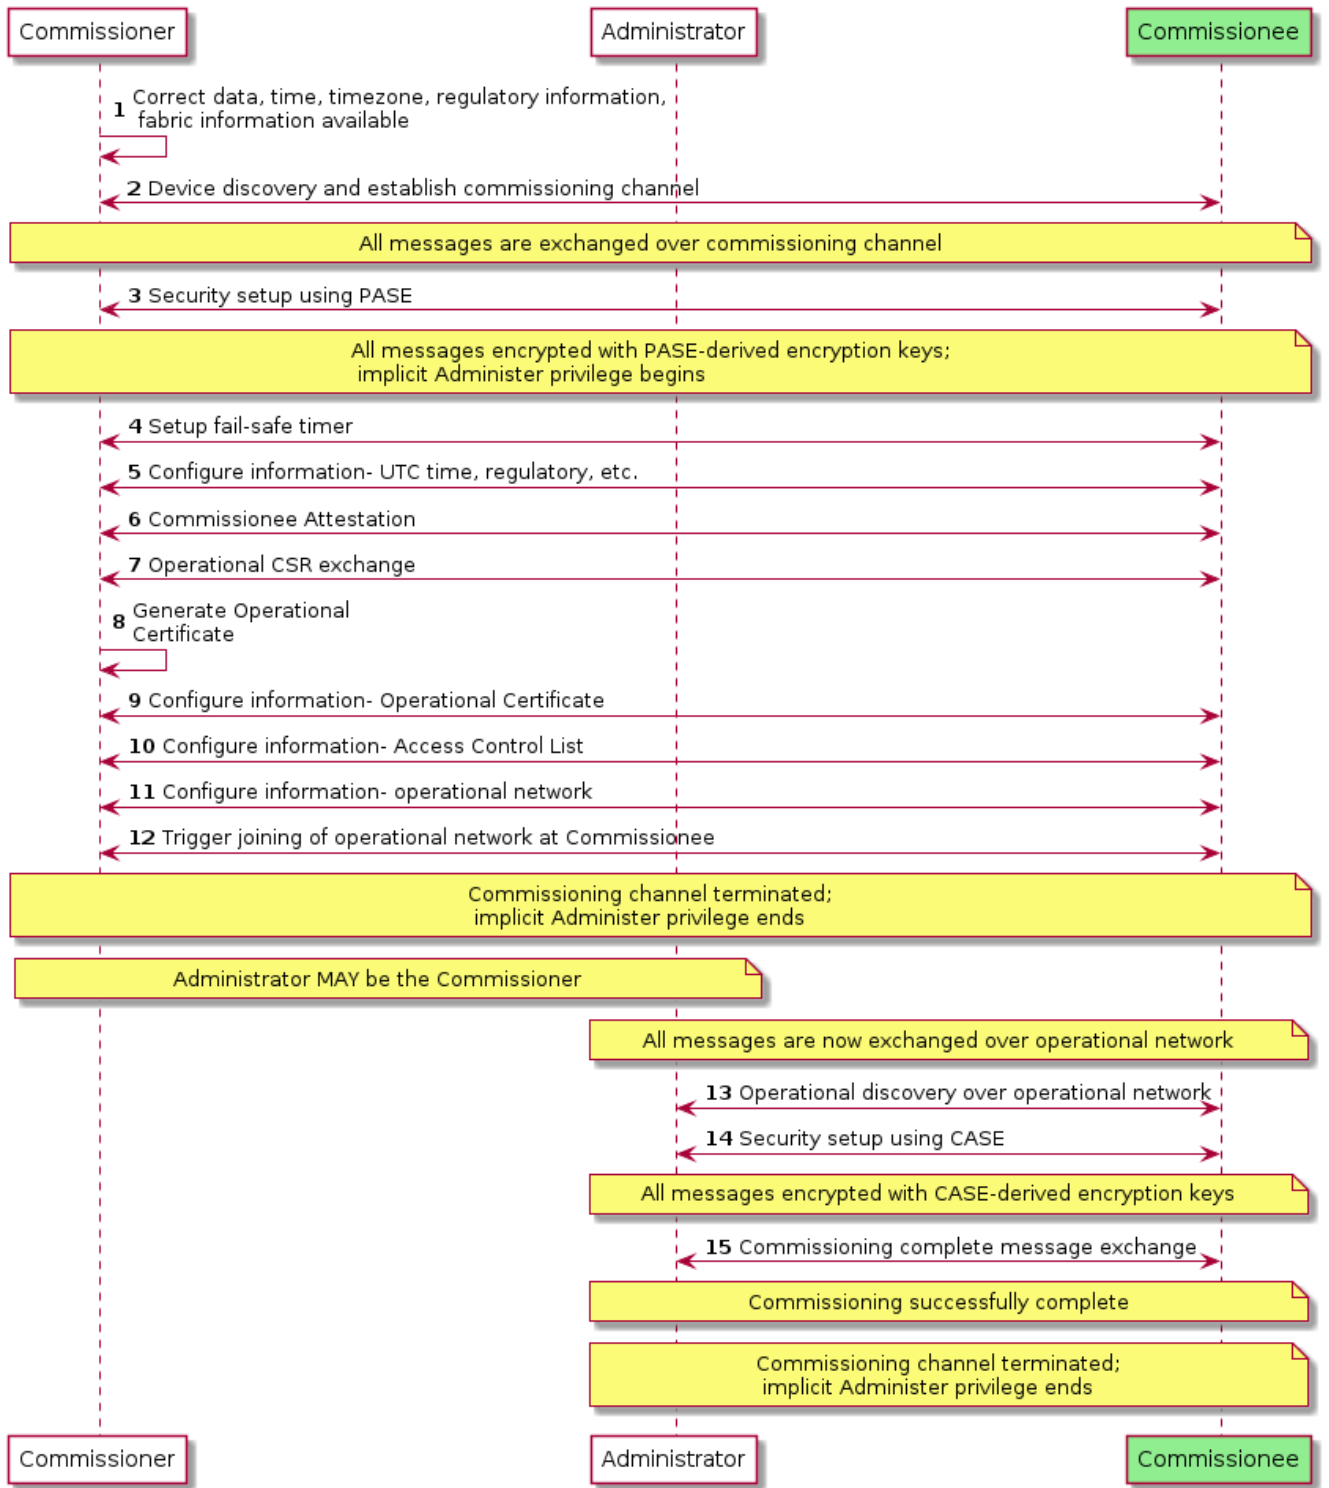 Commissioner
Administrator
Commissionee
1 Correct data, time, timezone, regulatory information,
fabric information available
2 Device discovery and establish commissioning channel
All messages are exchanged over commissioning channel
3 Security setup using PASE
All messages encrypted with PASE-derived encryption keys;
implicit Administer privilege begins
4 Setup fail-safe timer
5 Configure information- UTC time, regulatory, etc.
6 Commissionee Attestation
7 Operational CSR exchange
8 Generate Operational
Certificate
9 Configure information- Operational Certificate
10 Configure information- Access Control List
11 Configure information- operational network
12 Trigger joining of operational network at Commissionee
Commissioning channel terminated;
implicit Administer privilege ends
Administrator MAY be the Commissioner
All messages are now exchanged over operational network
13 Operational discovery over operational network
14 Security setup using CASE
All messages encrypted with CASE-derived encryption keys
15 Commissioning complete message exchange
Commissioning successfully complete
Commissioning channel terminated;
implicit Administer privilege ends
Commissioner
Administrator
Commissionee